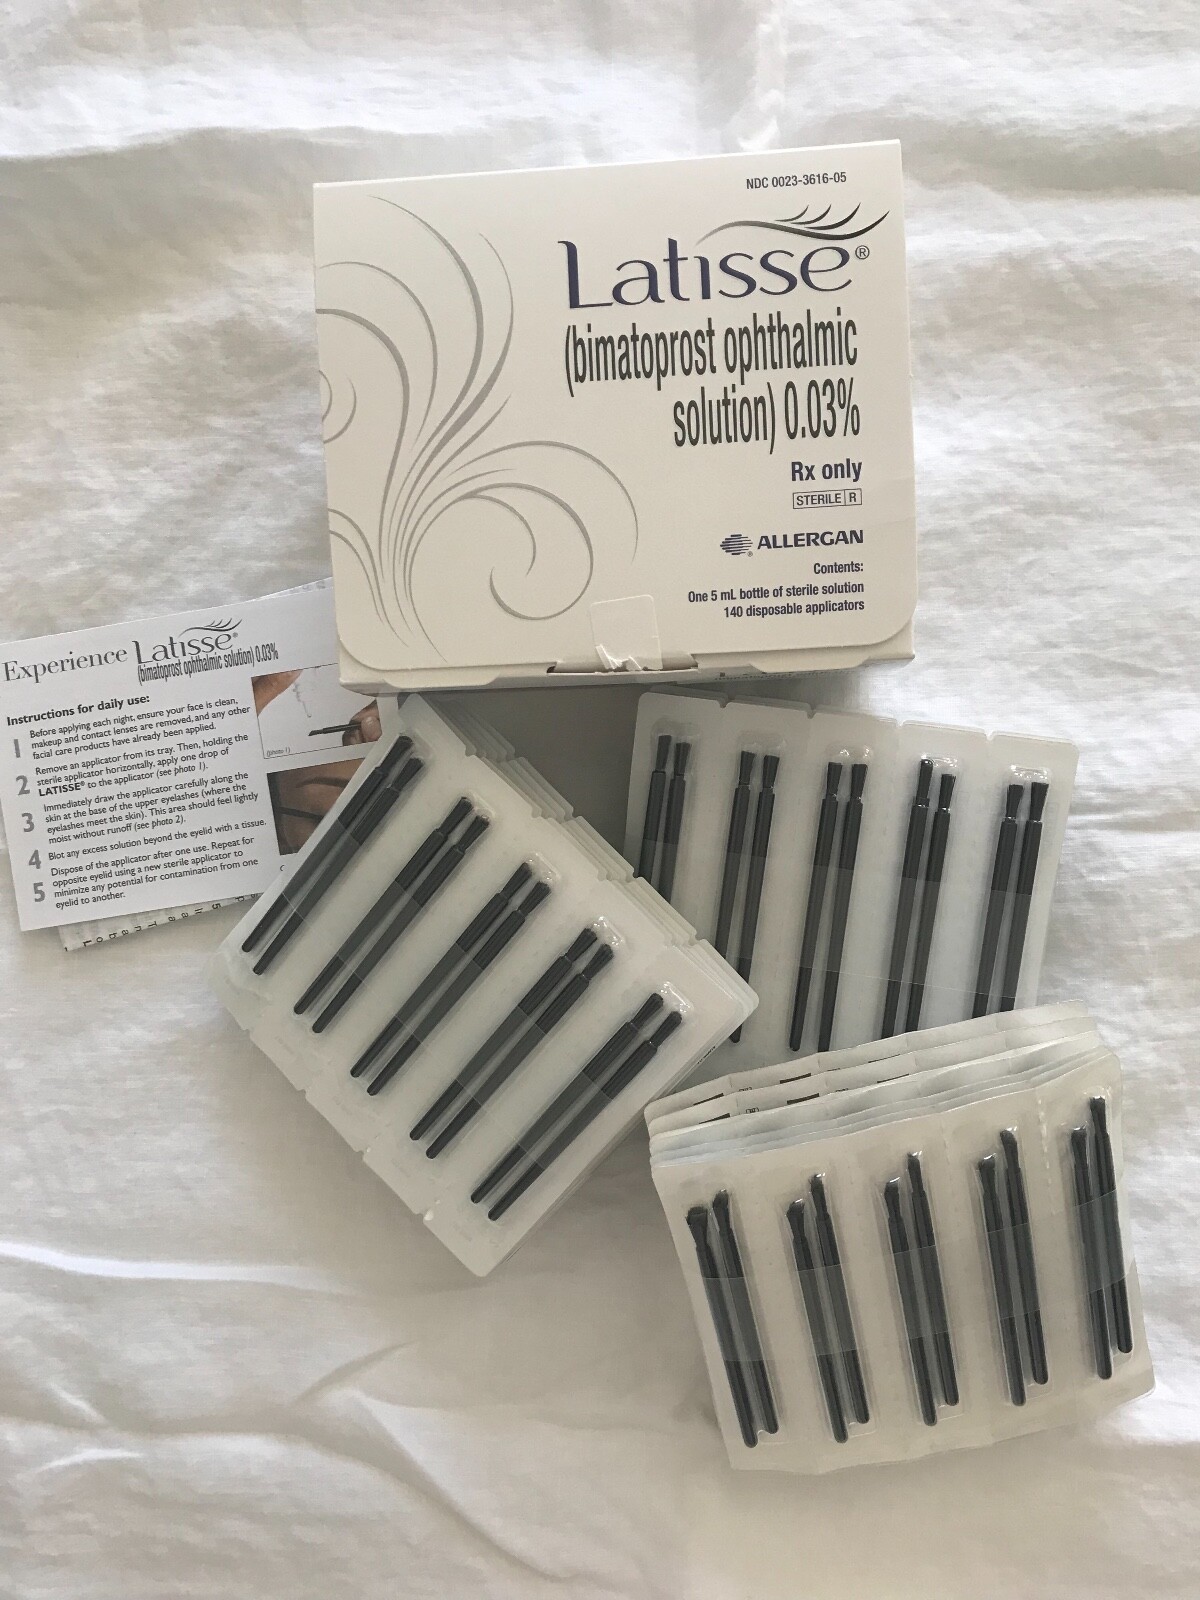 NDC 0023-3616-05
Latisse®
(bimatoprost ophthalmic
solution) 0.03%
Rx only
STERILE R
ALLERGAN
Contents:
One 5 mL bottle of sterile solution
140 disposable applicators
Experience Latisse®
(bimatoprost ophthalmic solution) 0.03%
Instructions for daily use:
1 Before applying each night, ensure your face is clean,
makeup and contact lenses are removed, and any other
facial care products have already been applied.
2 Remove an applicator from its tray. Then, holding the
sterile applicator horizontally, apply one drop of
LATISSE® to the applicator (see photo 1).
3 Immediately draw the applicator carefully along the
skin at the base of the upper eyelashes (where the
eyelashes meet the skin). This area should feel lightly
moist without runoff (see photo 2).
4 Blot any excess solution beyond the eyelid with a tissue.
5 Dispose of the applicator after one use. Repeat for
opposite eyelid using a new sterile applicator to
minimize any potential for contamination from one
eyelid to another.
(photo 1)